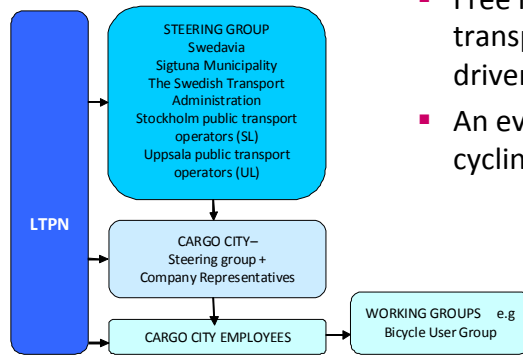 STEERING GROUP
Swedavia
Sigtuna Municipality
The Swedish Transport
Administration
Stockholm public transport
operators (SL)
Uppsala public transport
operators (UL)
LTPN
CARGO CITY–
Steering group +
Company Representatives
CARGO CITY EMPLOYEES
WORKING GROUPS e.g
Bicycle User Group
An ev
cyclin
transp
driver